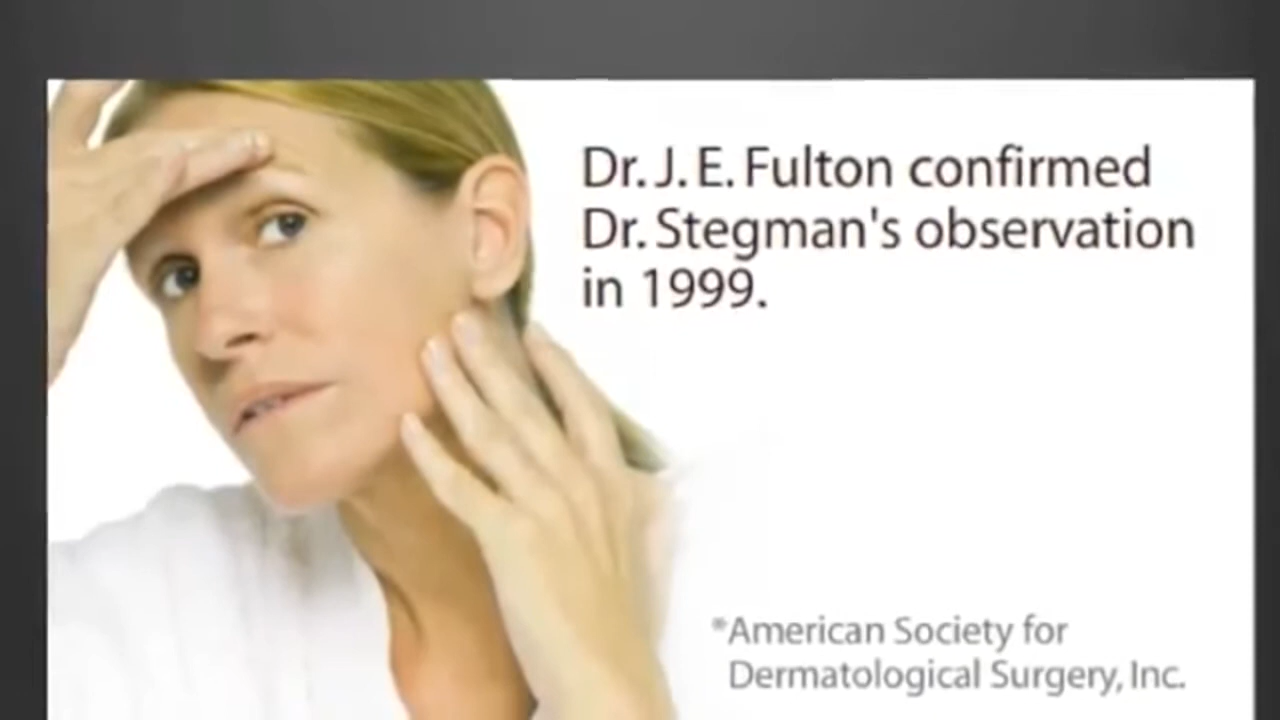 Dr. J. E. Fulton confirmed
Dr. Stegman's observation
in 1999.
*American Society for
Dermatological Surgery, Inc.